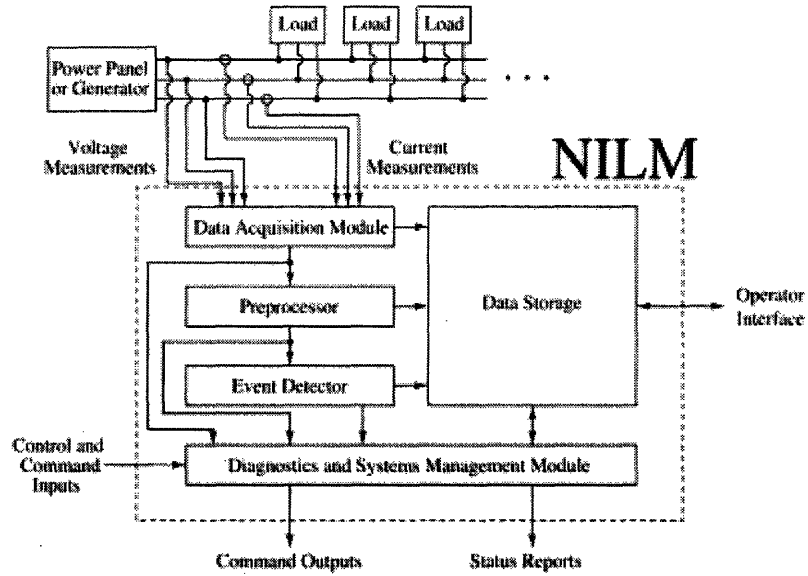 Load Load Load
Power Panel
or Generator
Voltage
Measurements
Current
Measurements
NILM
Data Acquisition Module
Preprocessor
Data Storage
Operator
Interface
Event Detector
Control and
Command
Inputs
Diagnostics and Systems Management Module
Command Outputs
Status Reports